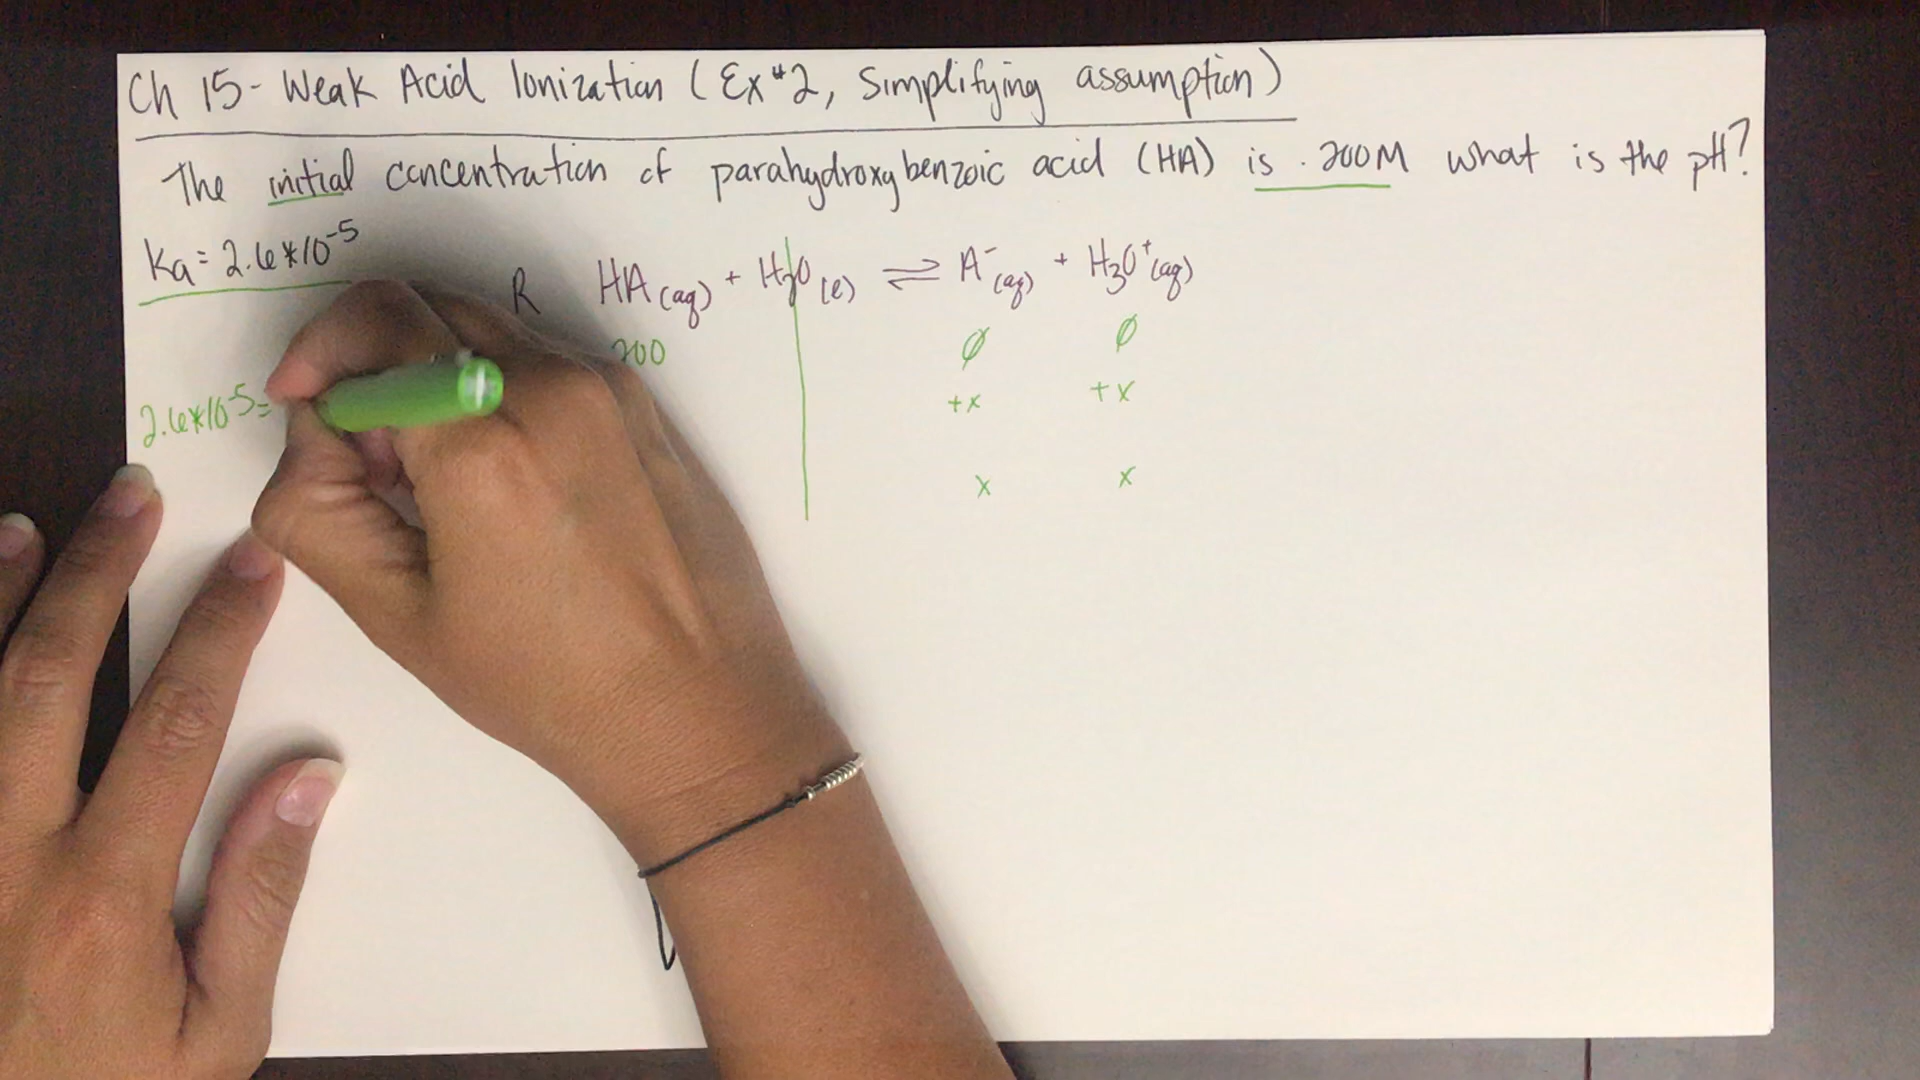 Ch 15 - Weak Acid Ionization (Ex #2, Simplifying assumption)
The initial concentration of parahydroxybenzoic acid (HA) is .200M what is the pH?
Ka = 2.6*10⁻⁵
R HA(aq) + H₂O(l) ⇌ A⁻(aq) + H₃O⁺(aq)
200 ∅ ∅
2.6*10⁻⁵= +x +x
x x